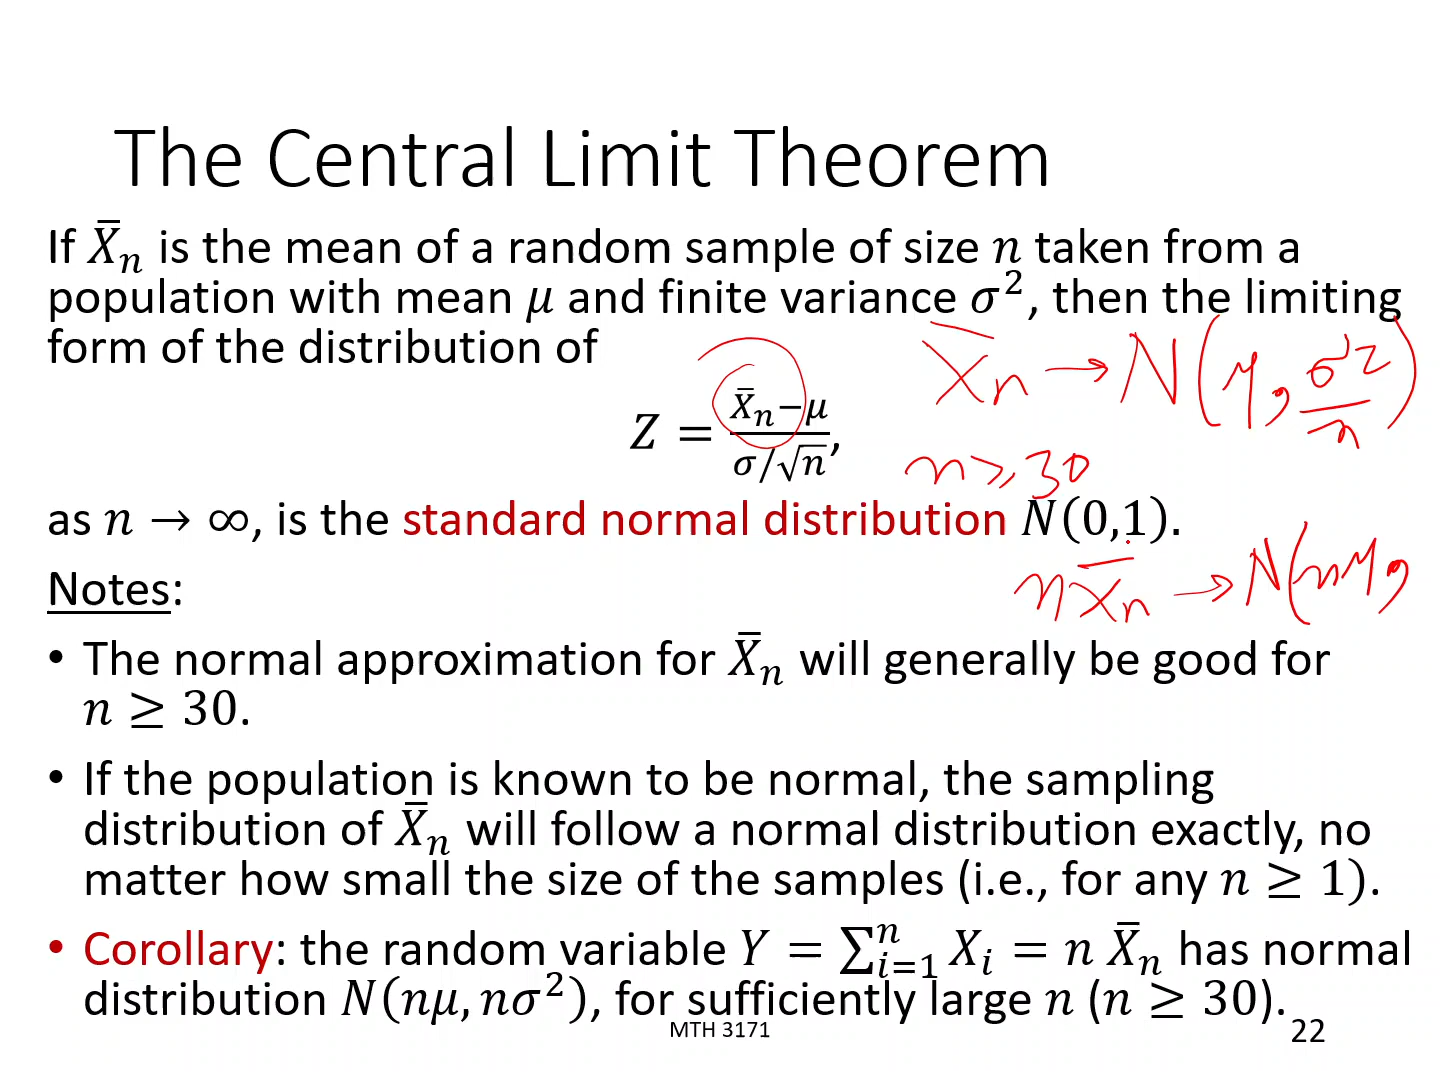 The Central Limit Theorem
If X̄ₙ is the mean of a random sample of size n taken from a
population with mean μ and finite variance σ², then the limiting
form of the distribution of
X̄n → N(μ, σ²/n)
Z = (X̄ₙ−μ)/(σ/√n),
n ≥ 30
as n → ∞, is the standard normal distribution N(0,1).
nX̄n → N(nμ,
Notes:
• The normal approximation for X̄ₙ will generally be good for
n ≥ 30.
• If the population is known to be normal, the sampling
distribution of X̄ₙ will follow a normal distribution exactly, no
matter how small the size of the samples (i.e., for any n ≥ 1).
• Corollary: the random variable Y = ∑ⁿᵢ₌₁ Xᵢ = n X̄ₙ has normal
distribution N(nμ, nσ²), for sufficiently large n (n ≥ 30).
MTH 3171
22